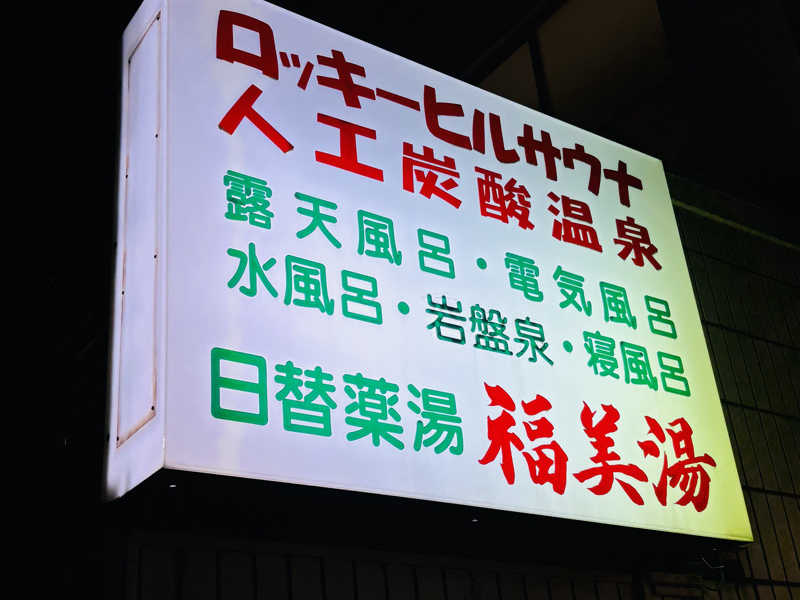 ロッキーヒルサウナ
人工炭酸温泉
露天風呂・電気風呂
水風呂・岩盤泉・寝風呂
日替薬湯 福美湯